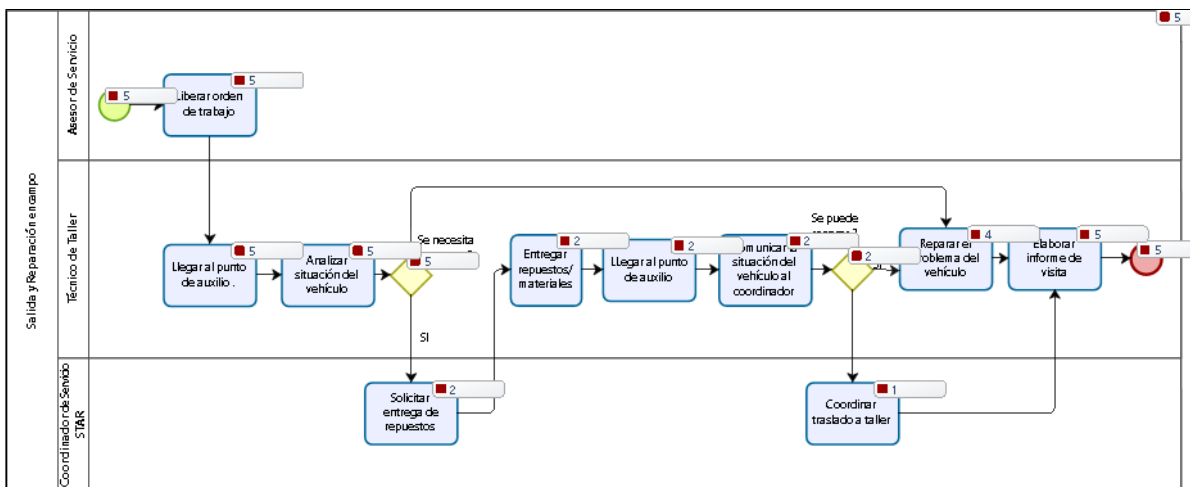 Salida y Reparación en campo
Asesor de Servicio
5
5
5
Liberar orden
de trabajo
Técnico de Taller
5
Llegar al punto
de auxilio .
5
Analizar
situación del
vehículo
Se necesita
5
SI
2
Entregar
repuestos/
materiales
2
Llegar al punto
de auxilio
2
situación del
vehículo al
coordinador
Se puede
2
4
Reparar el
problema del
vehículo
5
Elaborar
informe de
visita
5
Coordinador de Servicio
STAR
2
Solicitar
entrega de
repuestos
1
Coordinar
traslado a taller